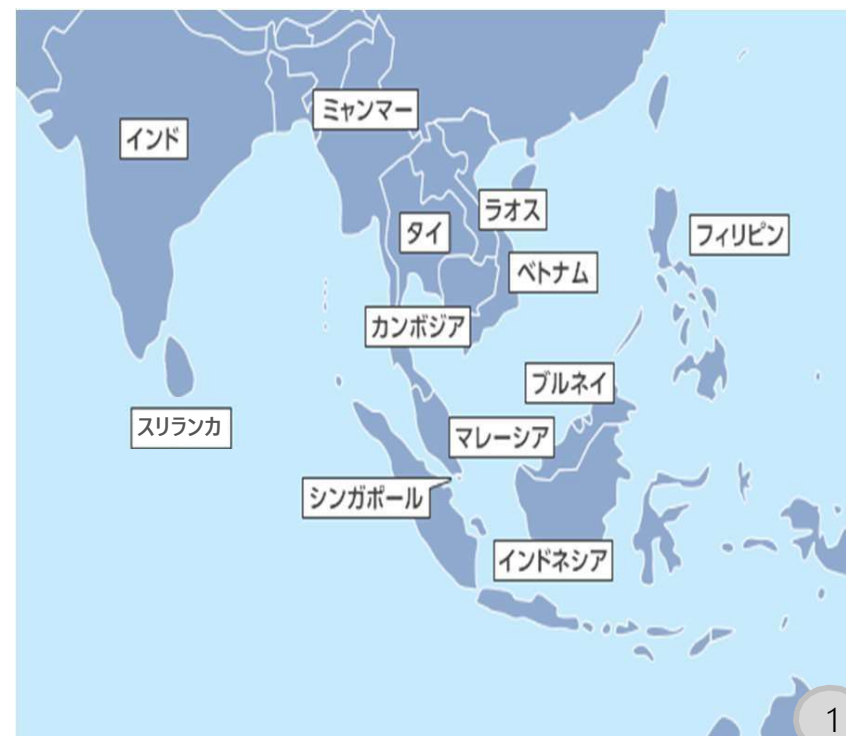 ミャンマー
インド
ラオス
タイ
フィリピン
ベトナム
カンボジア
ブルネイ
スリランカ
マレーシア
シンガポール
インドネシア
1